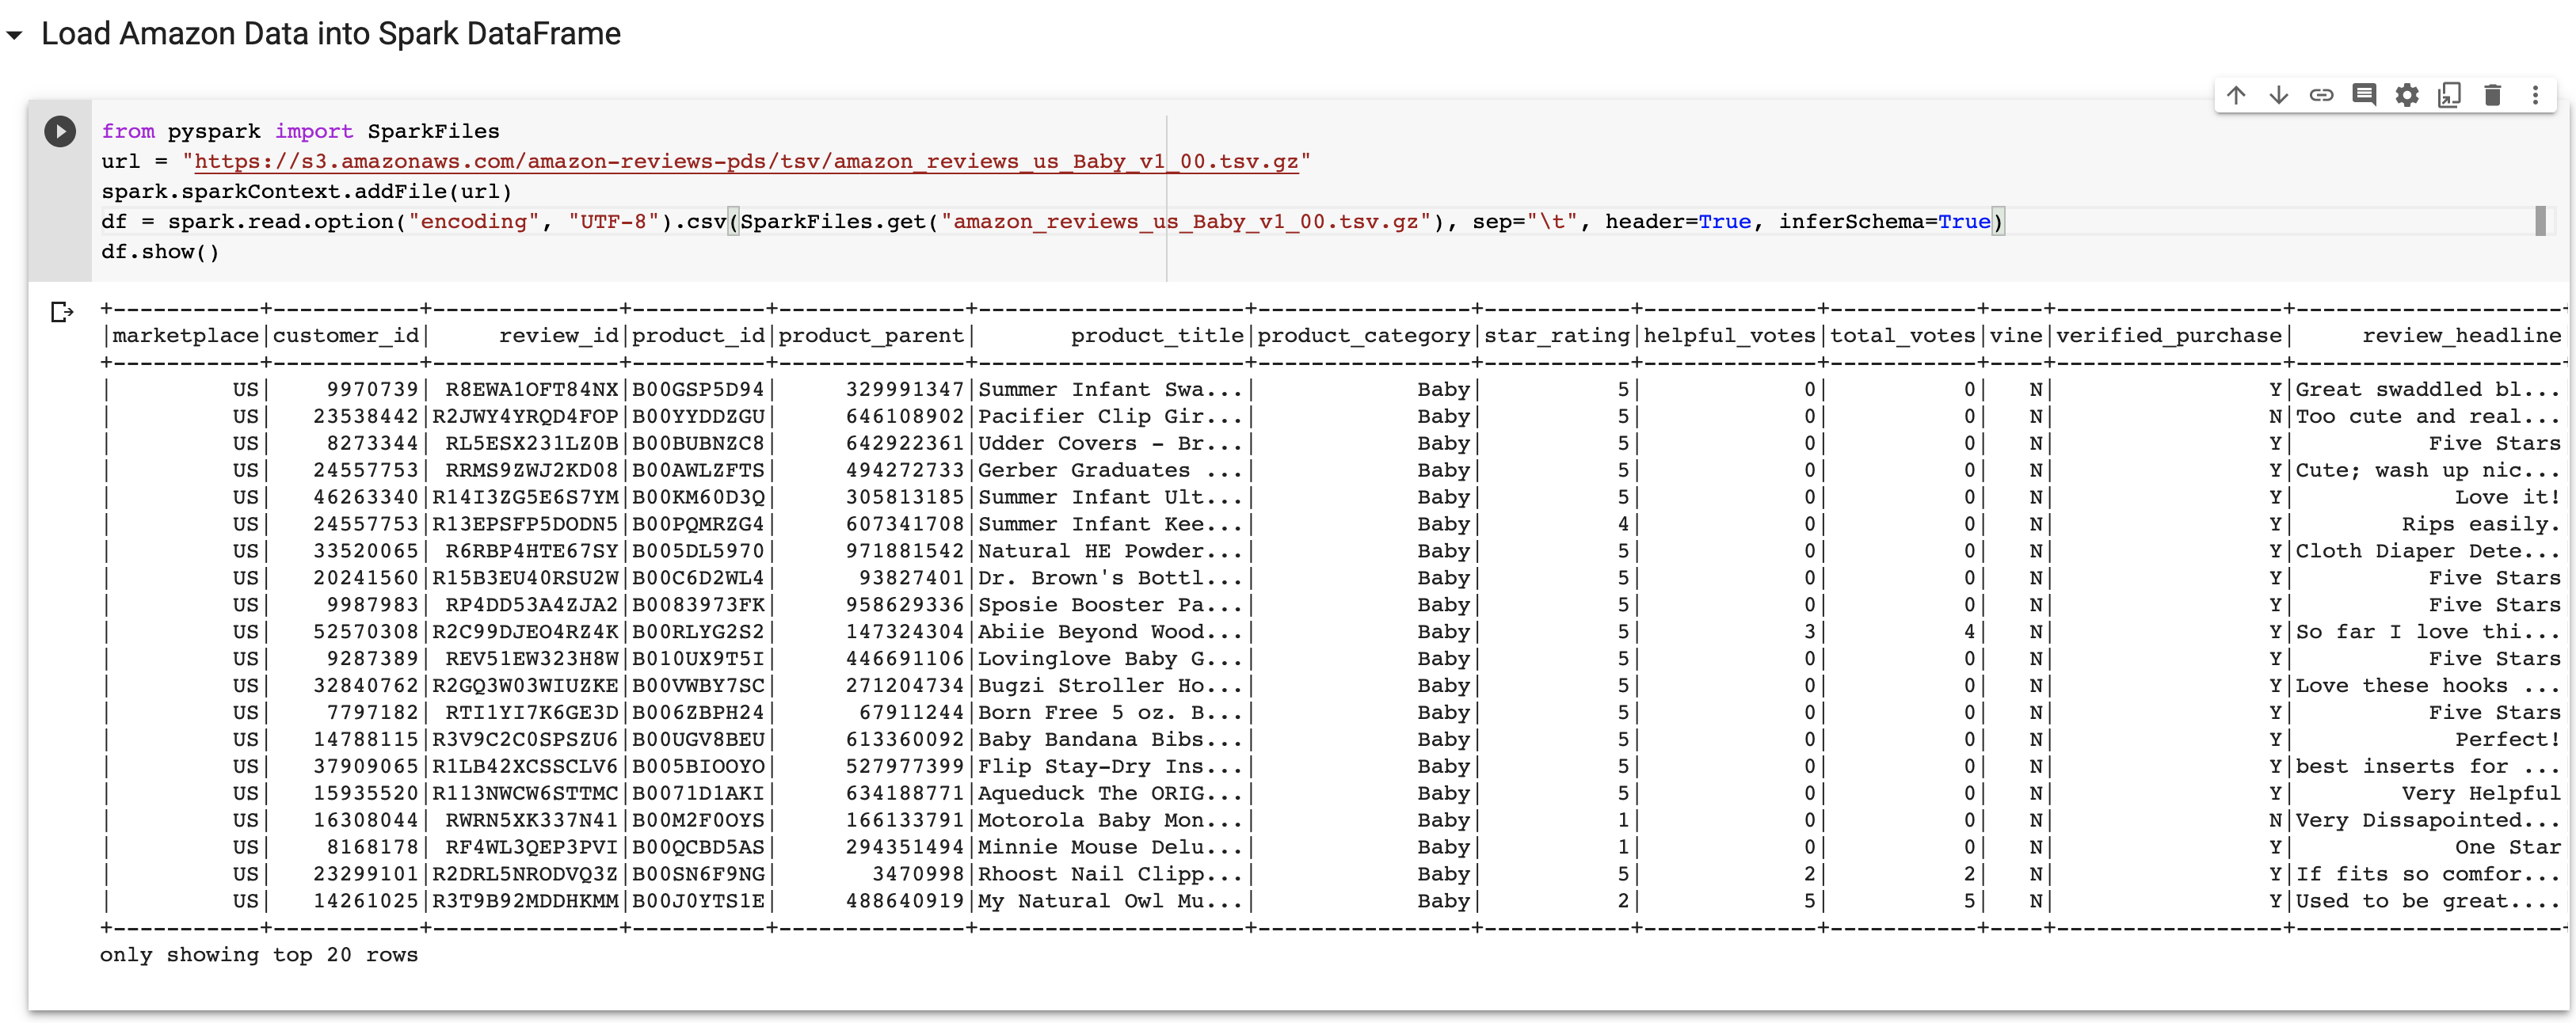 Load Amazon Data into Spark DataFrame
from pyspark import SparkFiles
url = "https://s3.amazonaws.com/amazon-reviews-pds/tsv/amazon_reviews_us_Baby_v1_00.tsv.gz"
spark.sparkContext.addFile(url)
df = spark.read.option("encoding", "UTF-8").csv(SparkFiles.get("amazon_reviews_us_Baby_v1_00.tsv.gz"), sep="\t", header=True, inferSchema=True)
df.show()
+-----------+-----------+--------------+----------+--------------+--------------------+----------------+-----------+-------------+-----------+----+-----------------+--------------------+
|marketplace|customer_id|     review_id|product_id|product_parent|       product_title|product_category|star_rating|helpful_votes|total_votes|vine|verified_purchase|     review_headline
+-----------+-----------+--------------+----------+--------------+--------------------+----------------+-----------+-------------+-----------+----+-----------------+--------------------+
|         US|    9970739| R8EWA1OFT84NX|B00GSP5D94|     329991347|Summer Infant Swa...|            Baby|          5|            0|          0|   N|                Y|Great swaddled bl...
|         US|   23538442|R2JWY4YRQD4FOP|B00YYDDZGU|     646108902|Pacifier Clip Gir...|            Baby|          5|            0|          0|   N|                N|Too cute and real...
|         US|    8273344| RL5ESX231LZ0B|B00BUBNZC8|     642922361|Udder Covers - Br...|            Baby|          5|            0|          0|   N|                Y|          Five Stars
|         US|   24557753| RRMS9ZWJ2KD08|B00AWLZFTS|     494272733|Gerber Graduates ...|            Baby|          5|            0|          0|   N|                Y|Cute; wash up nic...
|         US|   46263340|R14I3ZG5E6S7YM|B00KM60D3Q|     305813185|Summer Infant Ult...|            Baby|          5|            0|          0|   N|                Y|            Love it!
|         US|   24557753|R13EPSFP5DODN5|B00PQMRZG4|     607341708|Summer Infant Kee...|            Baby|          4|            0|          0|   N|                Y|        Rips easily.
|         US|   33520065| R6RBP4HTE67SY|B005DL5970|     971881542|Natural HE Powder...|            Baby|          5|            0|          0|   N|                Y|Cloth Diaper Dete...
|         US|   20241560|R15B3EU40RSU2W|B00C6D2WL4|      93827401|Dr. Brown's Bottl...|            Baby|          5|            0|          0|   N|                Y|          Five Stars
|         US|    9987983| RP4DD53A4ZJA2|B0083973FK|     958629336|Sposie Booster Pa...|            Baby|          5|            0|          0|   N|                Y|          Five Stars
|         US|   52570308|R2C99DJEO4RZ4K|B00RLYG2S2|     147324304|Abiie Beyond Wood...|            Baby|          5|            3|          4|   N|                Y|So far I love thi...
|         US|    9287389| REV51EW323H8W|B010UX9T5I|     446691106|Lovinglove Baby G...|            Baby|          5|            0|          0|   N|                Y|          Five Stars
|         US|   32840762|R2GQ3W03WIUZKE|B00VWBY7SC|     271204734|Bugzi Stroller Ho...|            Baby|          5|            0|          0|   N|                Y|Love these hooks ...
|         US|    7797182| RTI1YI7K6GE3D|B006ZBPH24|      67911244|Born Free 5 oz. B...|            Baby|          5|            0|          0|   N|                Y|          Five Stars
|         US|   14788115|R3V9C2C0SPSZU6|B00UGV8BEU|     613360092|Baby Bandana Bibs...|            Baby|          5|            0|          0|   N|                Y|            Perfect!
|         US|   37909065|R1LB42XCSSCLV6|B005BIOOYO|     527977399|Flip Stay-Dry Ins...|            Baby|          5|            0|          0|   N|                Y|best inserts for ...
|         US|   15935520|R113NWCW6STTMC|B0071D1AKI|     634188771|Aqueduck The ORIG...|            Baby|          5|            0|          0|   N|                Y|        Very Helpful
|         US|   16308044| RWRN5XK337N41|B00M2F0OYS|     166133791|Motorola Baby Mon...|            Baby|          1|            0|          0|   N|                N|Very Dissapointed...
|         US|    8168178| RF4WL3QEP3PVI|B00QCBD5AS|     294351494|Minnie Mouse Delu...|            Baby|          1|            0|          0|   N|                Y|            One Star
|         US|   23299101|R2DRL5NRODVQ3Z|B00SN6F9NG|       3470998|Rhoost Nail Clipp...|            Baby|          5|            2|          2|   N|                Y|If fits so comfor...
|         US|   14261025|R3T9B92MDDHKMM|B00J0YTS1E|     488640919|My Natural Owl Mu...|            Baby|          2|            5|          5|   N|                Y|Used to be great....
+-----------+-----------+--------------+----------+--------------+--------------------+----------------+-----------+-------------+-----------+----+-----------------+--------------------+
only showing top 20 rows